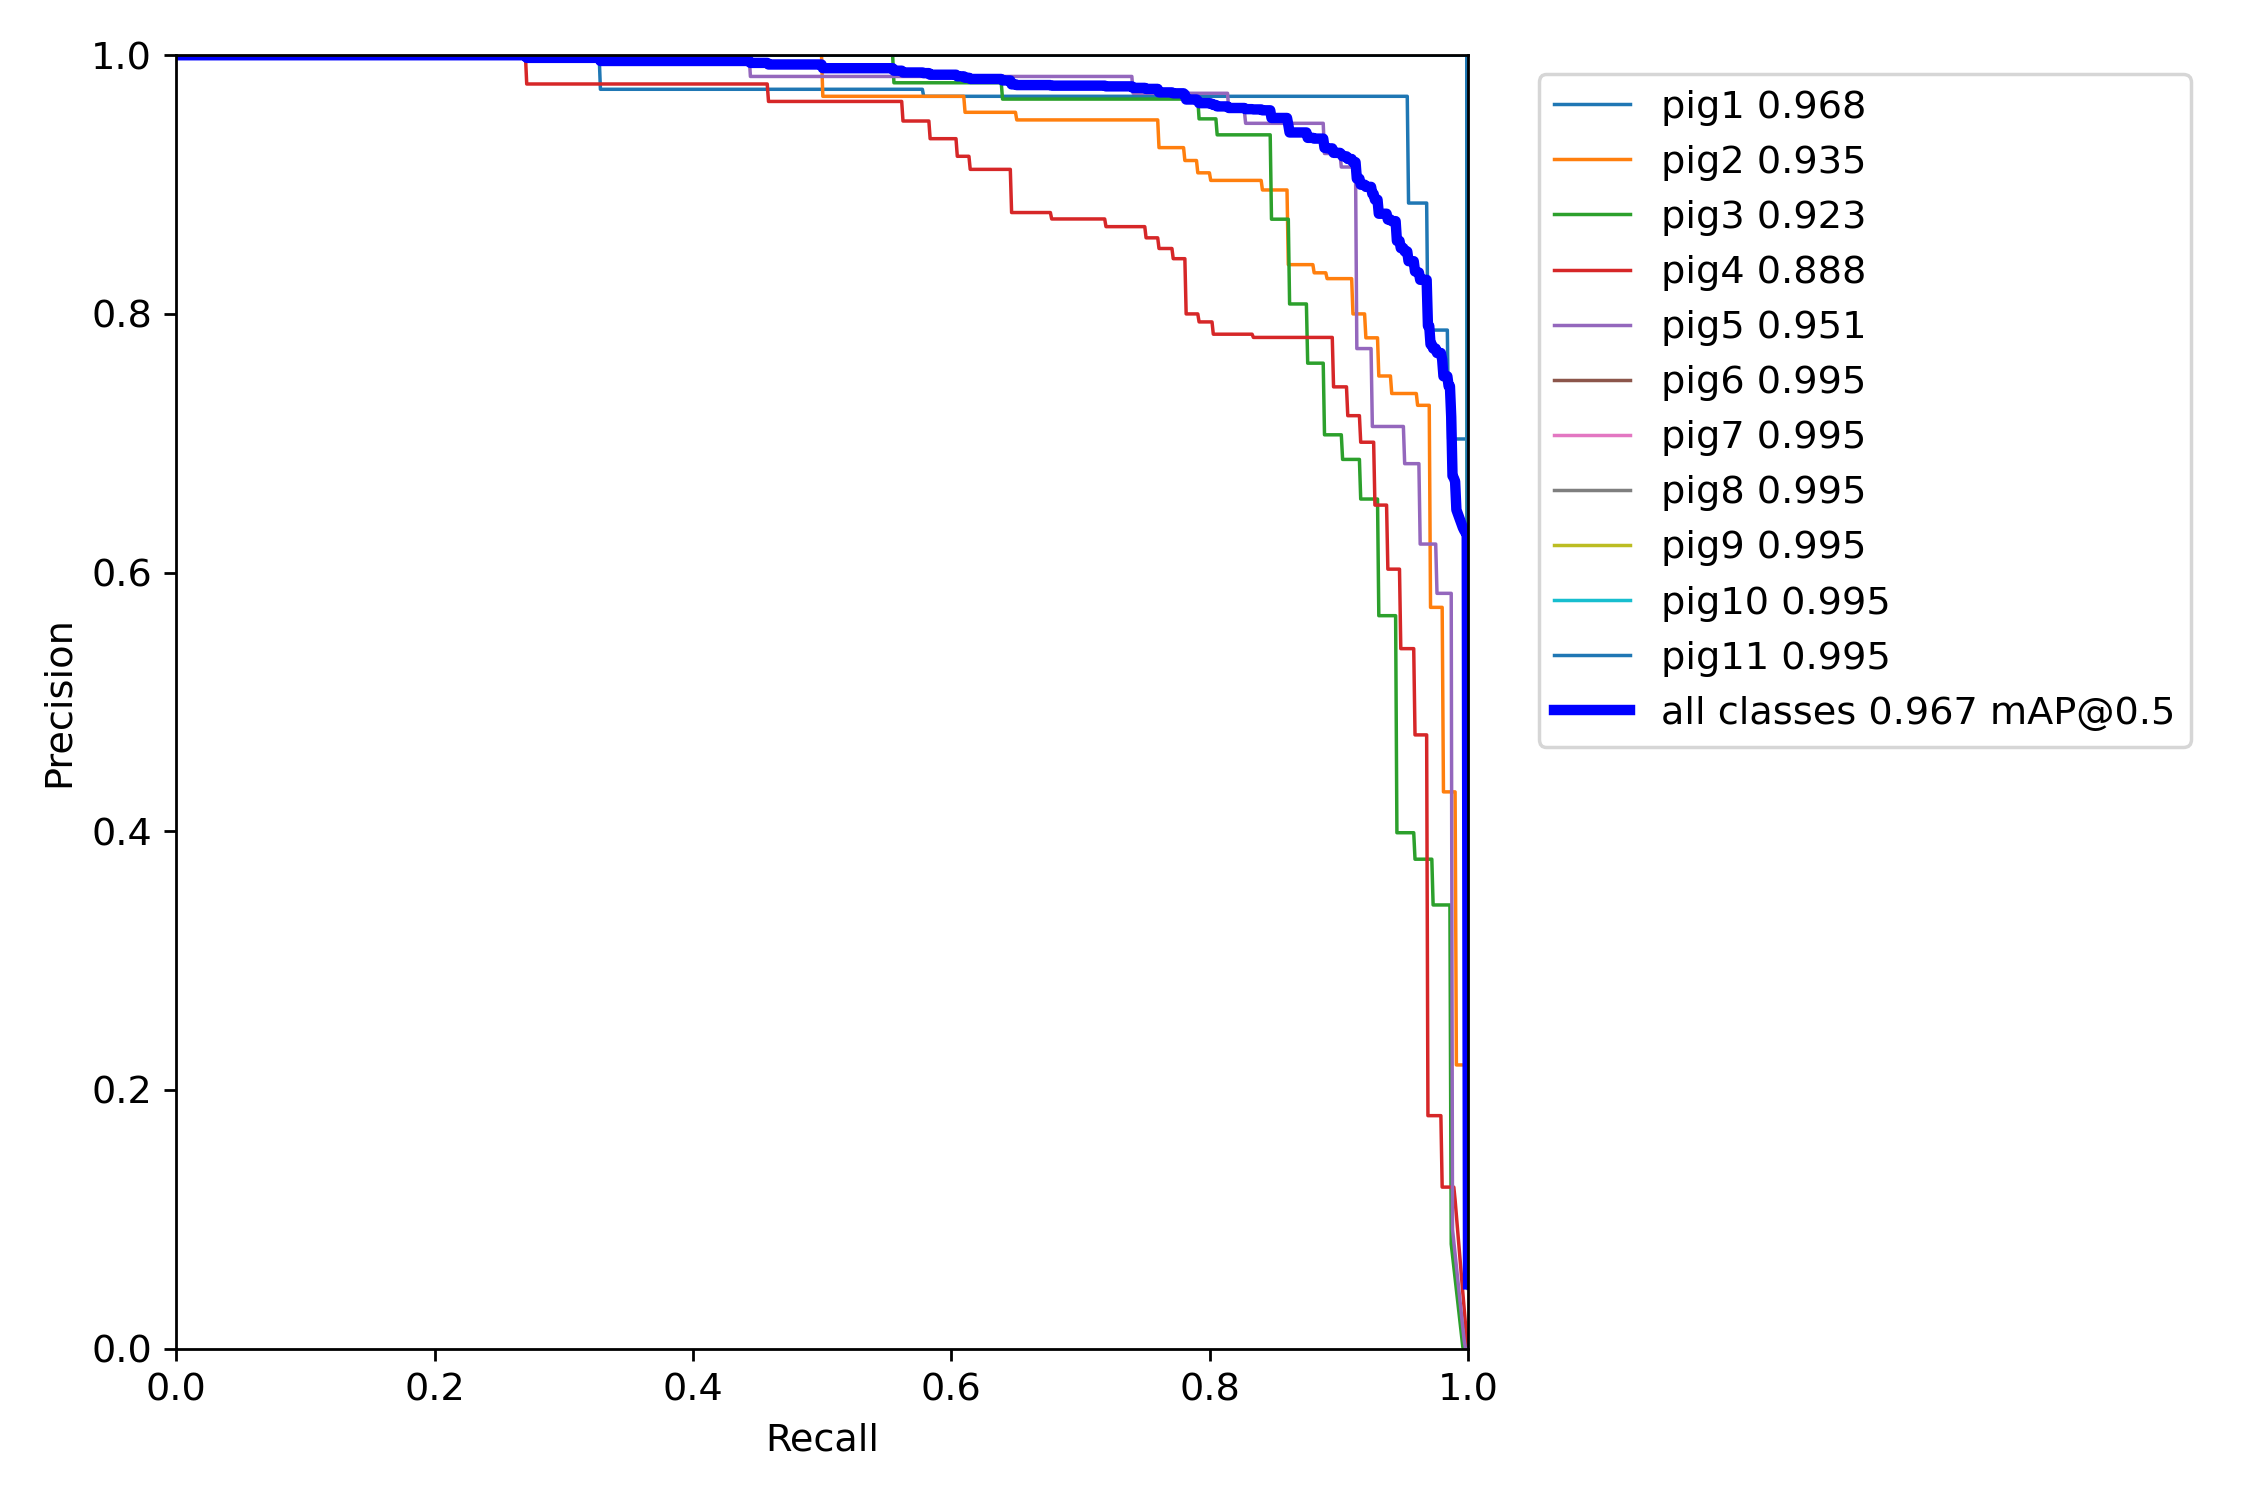 1.0
0.8
0.6
0.4
0.2
0.0
Precision
0.0 0.2 0.4 0.6 0.8 1.0
Recall
pig1 0.968
pig2 0.935
pig3 0.923
pig4 0.888
pig5 0.951
pig6 0.995
pig7 0.995
pig8 0.995
pig9 0.995
pig10 0.995
pig11 0.995
all classes 0.967 mAP@0.5